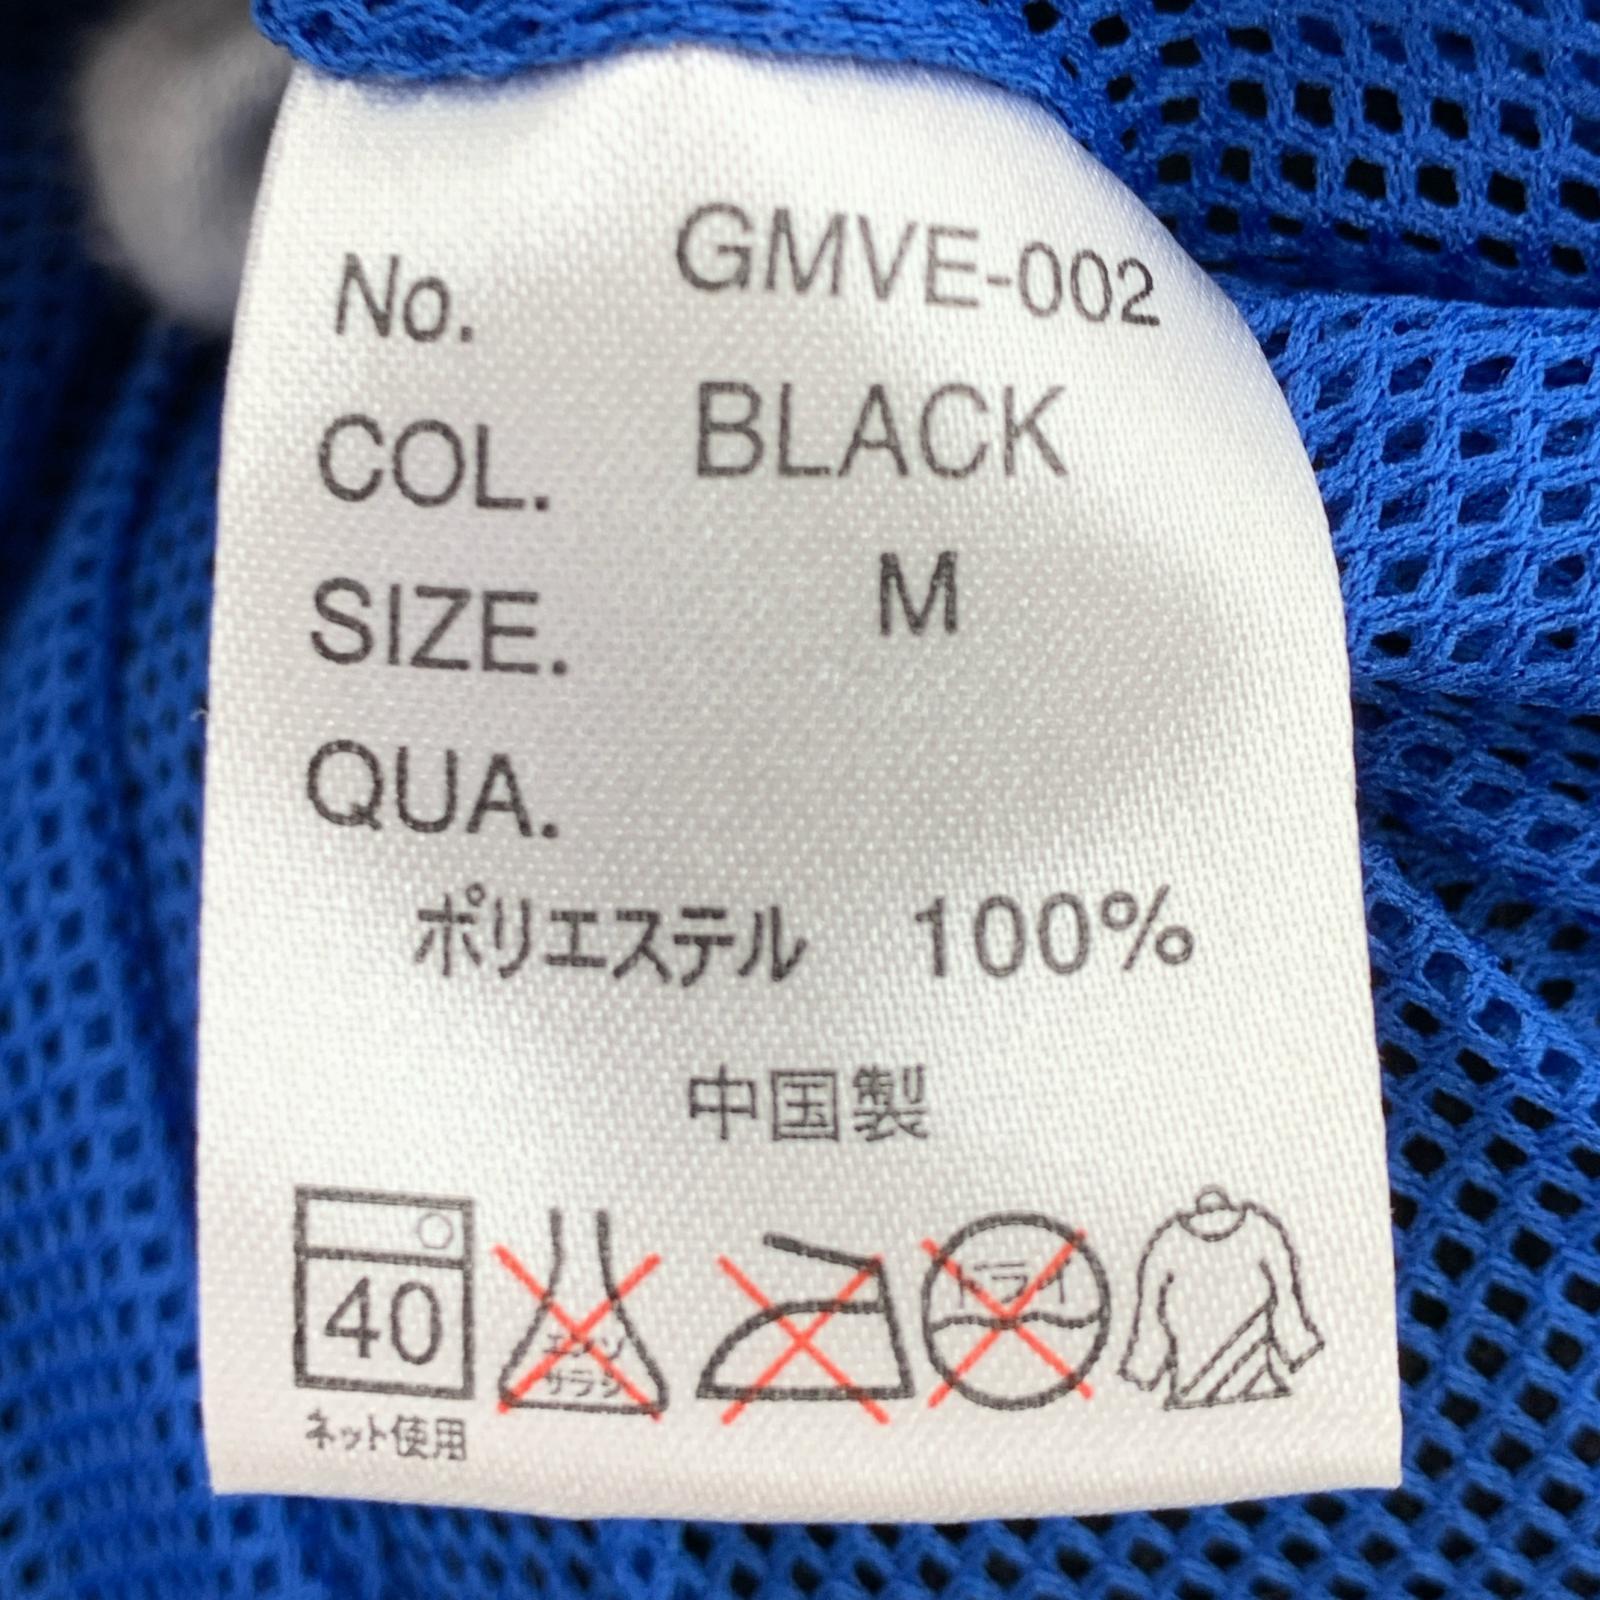 No. GMVE-002
COL. BLACK
SIZE. M
QUA.
ポリエステル 100%
中国製
40
エンソ
サラシ
ドライ
ネット使用